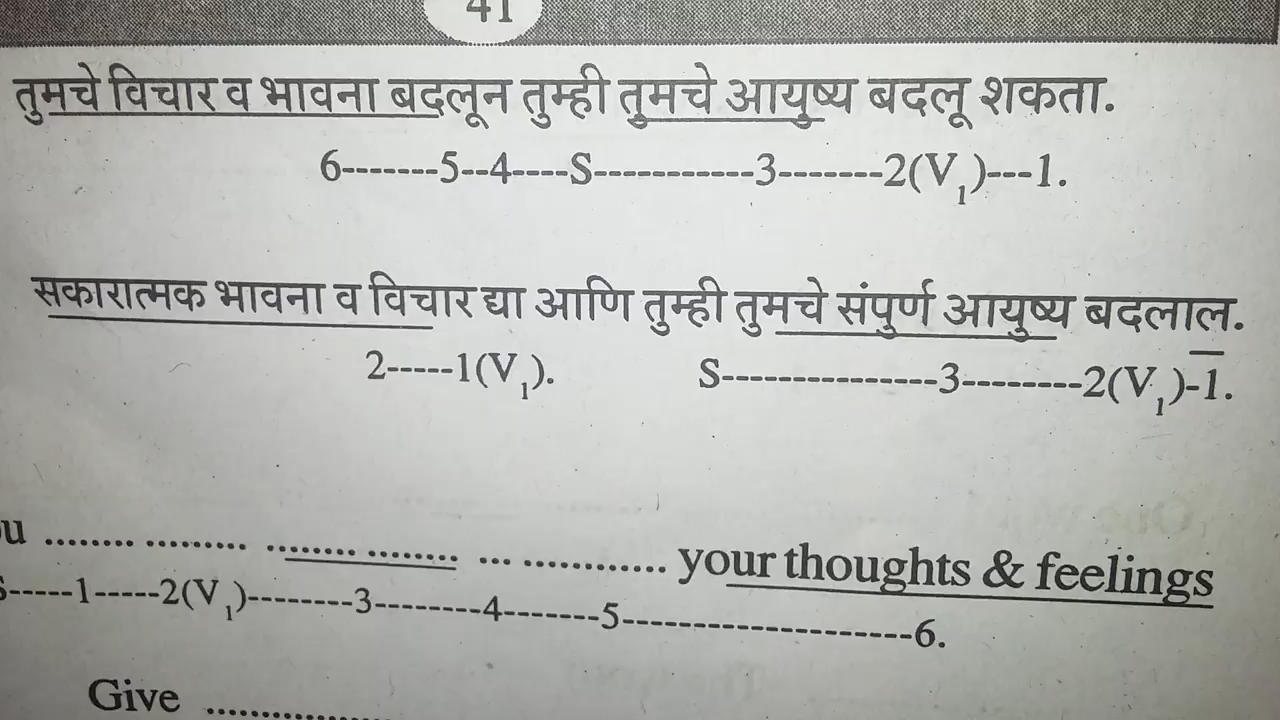 41
तुमचे विचार व भावना बदलून तुम्ही तुमचे आयुष्य बदलू शकता.
6-------5--4----S-----------3-------2(V₁)---1.
सकारात्मक भावना व विचार द्या आणि तुम्ही तुमचे संपुर्ण आयुष्य बदलाल.
2-----1(V₁). S---------------3--------2(V₁)-1.
u ........ ......... ........ ........ ... ............ your thoughts & feelings
S-----1-----2(V₁)--------3--------4-------5--------------------6.
Give ................